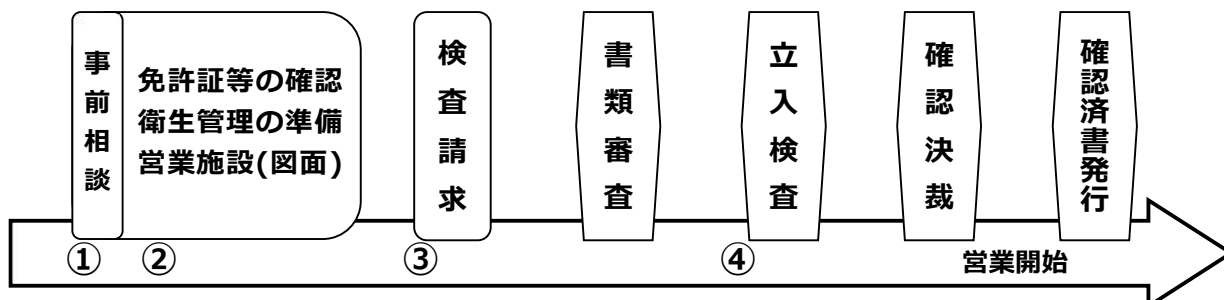 事前相談
免許証等の確認
衛生管理の準備
営業施設(図面)
検査請求
書類審査
立入検査
確認決裁
確認済書発行
①
②
③
④
営業開始